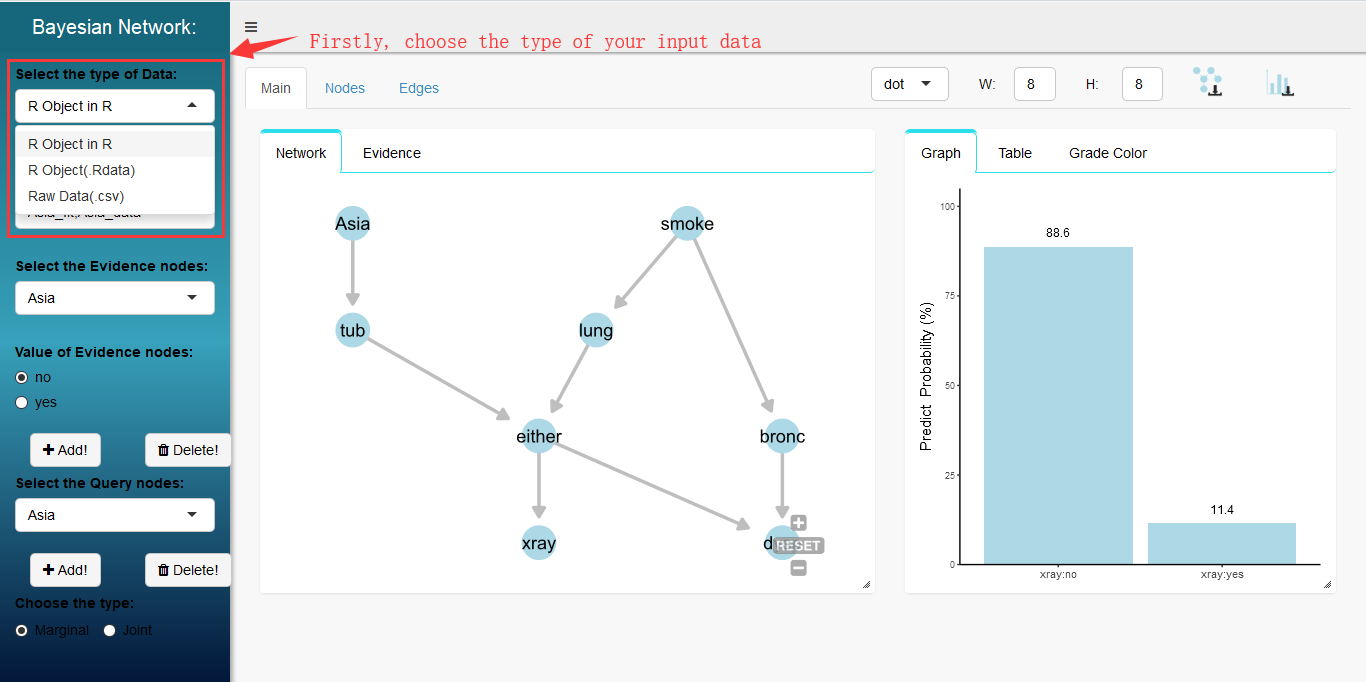 Bayesian Network:
Firstly, choose the type of your input data
Select the type of Data:
R Object in R
R Object in R
R Object(.Rdata)
Raw Data(.csv)
Select the Evidence nodes:
Asia
Value of Evidence nodes:
no
yes
Add!
Delete!
Select the Query nodes:
Asia
Add!
Delete!
Choose the type:
Marginal
Joint
Main
Nodes
Edges
dot
W:
8
H:
8
Network
Evidence
Asia
smoke
tub
lung
either
bronc
xray
RESET
Graph
Table
Grade Color
Predict Probability (%)
100
75
50
25
0
88.6
11.4
xray:no
xray:yes